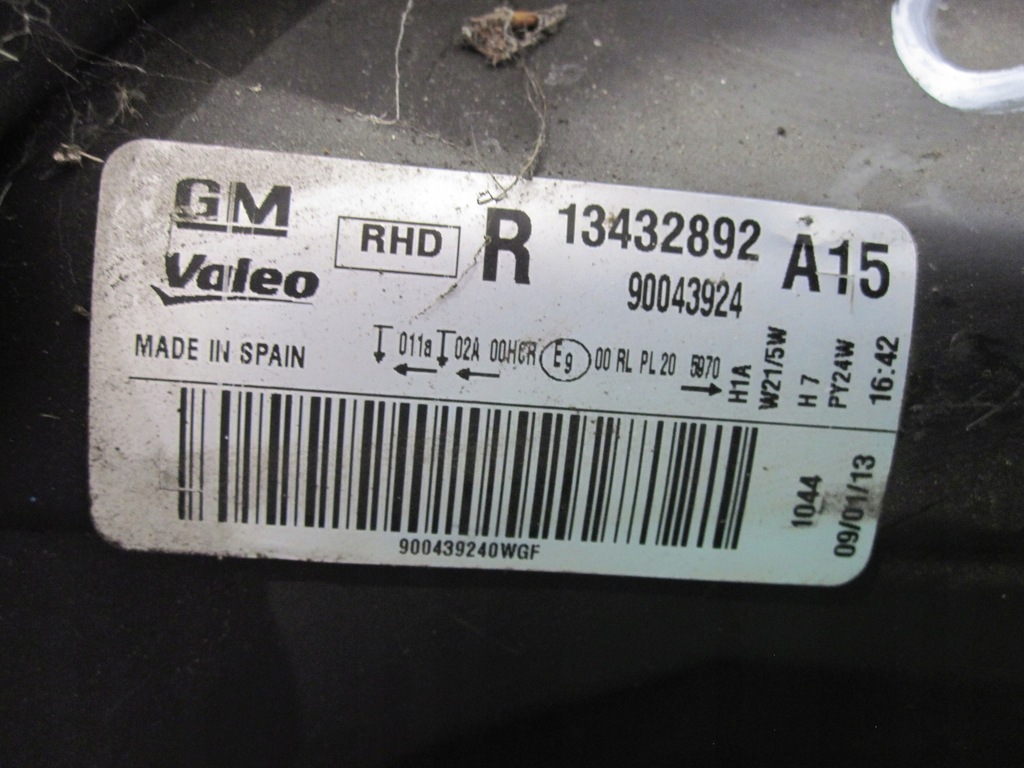 GM
Valeo
RHD
R
13432892
90043924
A15
MADE IN SPAIN
011a 02A 00HCR E9 00 RL PL 20 5970
H1A
W21/5W
H7
PY24W
16:42
900439240WGF
1044
09/01/13